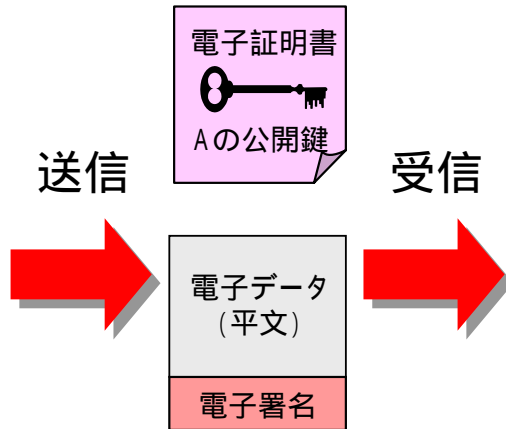 電子証明書
Aの公開鍵
送信
受信
電子データ
(平文)
電子署名